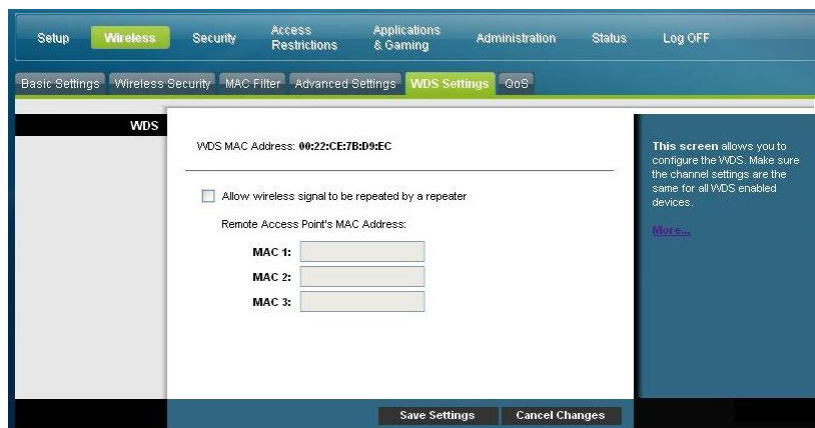 Setup Wireless Security Access Restrictions Applications & Gaming Administration Status Log OFF
Basic Settings Wireless Security MAC Filter Advanced Settings WDS Settings QoS
WDS
WDS MAC Address: 00:22:CE:7B:D9:EC
Allow wireless signal to be repeated by a repeater
Remote Access Point's MAC Address:
MAC 1:
MAC 2:
MAC 3:
This screen allows you to
configure the WDS. Make sure
the channel settings are the
same for all WDS enabled
devices.
More...
Save Settings Cancel Changes